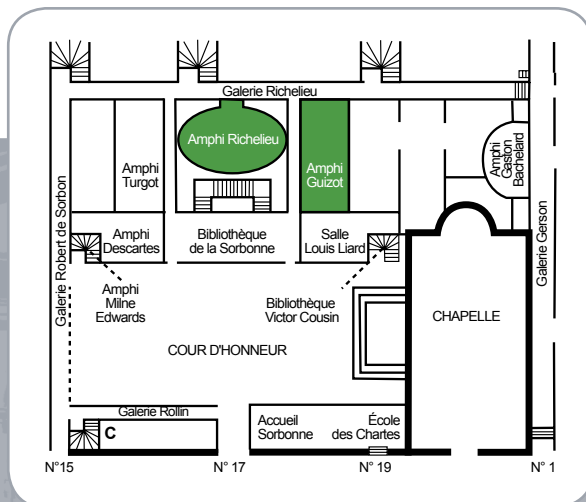 Galerie Richelieu
Amphi Richelieu
Amphi
Turgot
Amphi
Guizot
Amphi
Gaston
Bachelard
Galerie Robert de Sorbon
Amphi
Descartes
Bibliothèque
de la Sorbonne
Salle
Louis Liard
Galerie Gerson
Amphi
Milne
Edwards
Bibliothèque
Victor Cousin
CHAPELLE
COUR D'HONNEUR
Galerie Rollin
C
Accueil
Sorbonne
École
des Chartes
N°15
N° 17
N° 19
N° 1